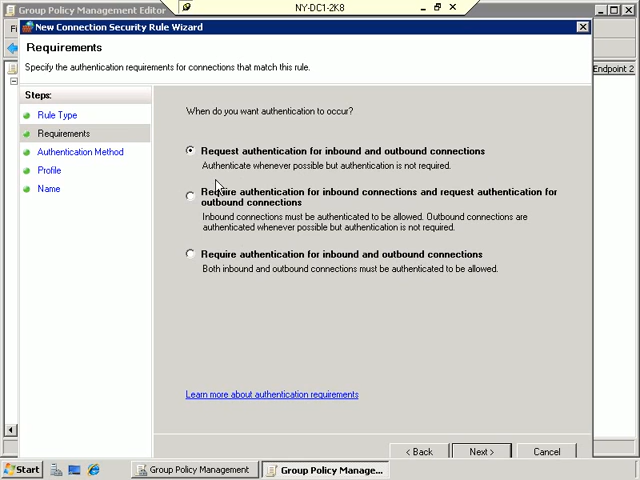 Group Policy Management Editor
NY-DC1-2K8
New Connection Security Rule Wizard
Requirements
Specify the authentication requirements for connections that match this rule.
Endpoint 2
Steps:
Rule Type
Requirements
Authentication Method
Profile
Name
When do you want authentication to occur?
Request authentication for inbound and outbound connections
Authenticate whenever possible but authentication is not required.
Require authentication for inbound connections and request authentication for
outbound connections
Inbound connections must be authenticated to be allowed. Outbound connections are
authenticated whenever possible but authentication is not required.
Require authentication for inbound and outbound connections
Both inbound and outbound connections must be authenticated to be allowed.
Learn more about authentication requirements
< Back
Next >
Cancel
Start
Group Policy Management
Group Policy Manage...